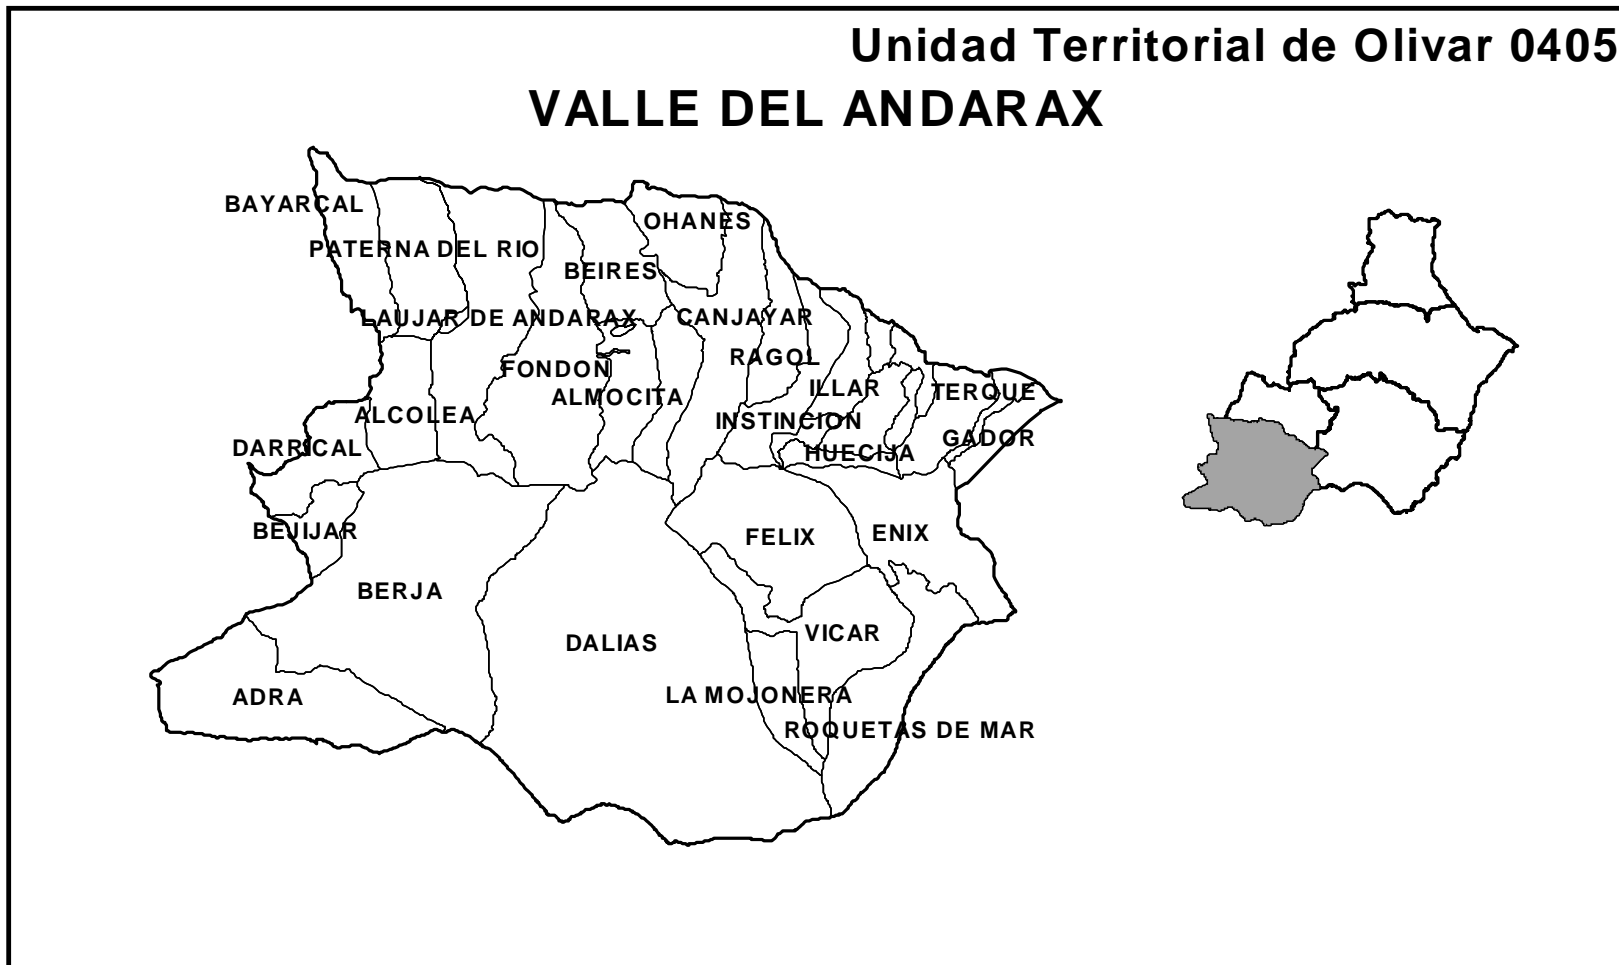 Unidad Territorial de Olivar 0405
VALLE DEL ANDARAX
BAYARCAL
OHANES
PATERNA DEL RIO
BEIRES
LAUJAR DE ANDARAX
CANJAYAR
RAGOL
FONDON
ILLAR
TERQUE
ALMOCITA
ALCOLEA
INSTINCION
GADOR
DARRICAL
HUECIJA
BEJIJAR
ENIX
FELIX
BERJA
VICAR
DALIAS
LA MOJONERA
ADRA
ROQUETAS DE MAR